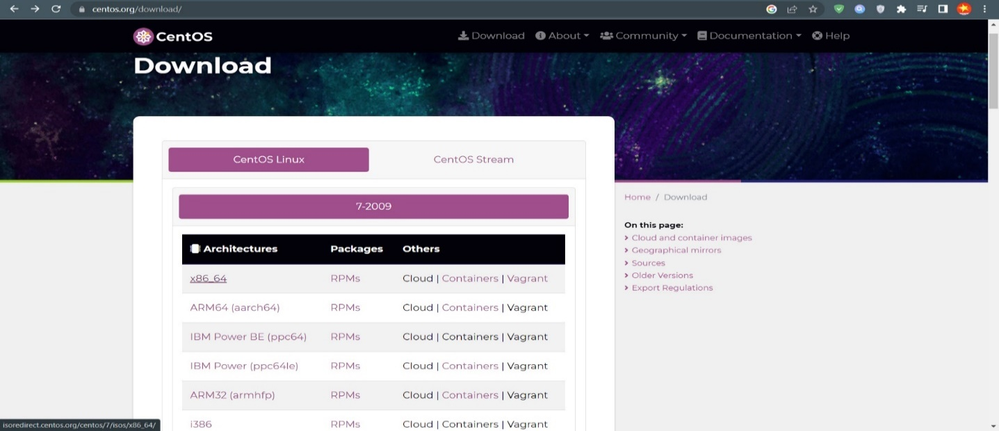 centos.org/download/
CentOS
Download About Community Documentation Help
Download
CentOS Linux CentOS Stream
7-2009
Architectures Packages Others
x86_64 RPMs Cloud | Containers | Vagrant
ARM64 (aarch64) RPMs Cloud | Containers | Vagrant
IBM Power BE (ppc64) RPMs Cloud | Containers | Vagrant
IBM Power (ppc64le) RPMs Cloud | Containers | Vagrant
ARM32 (armhfp) RPMs Cloud | Containers | Vagrant
i386 RPMs Cloud | Containers | Vagrant
Home / Download
On this page:
Cloud and container images
Geographical mirrors
Sources
Older Versions
Export Regulations
isoredirect.centos.org/centos/7/isos/x86_64/